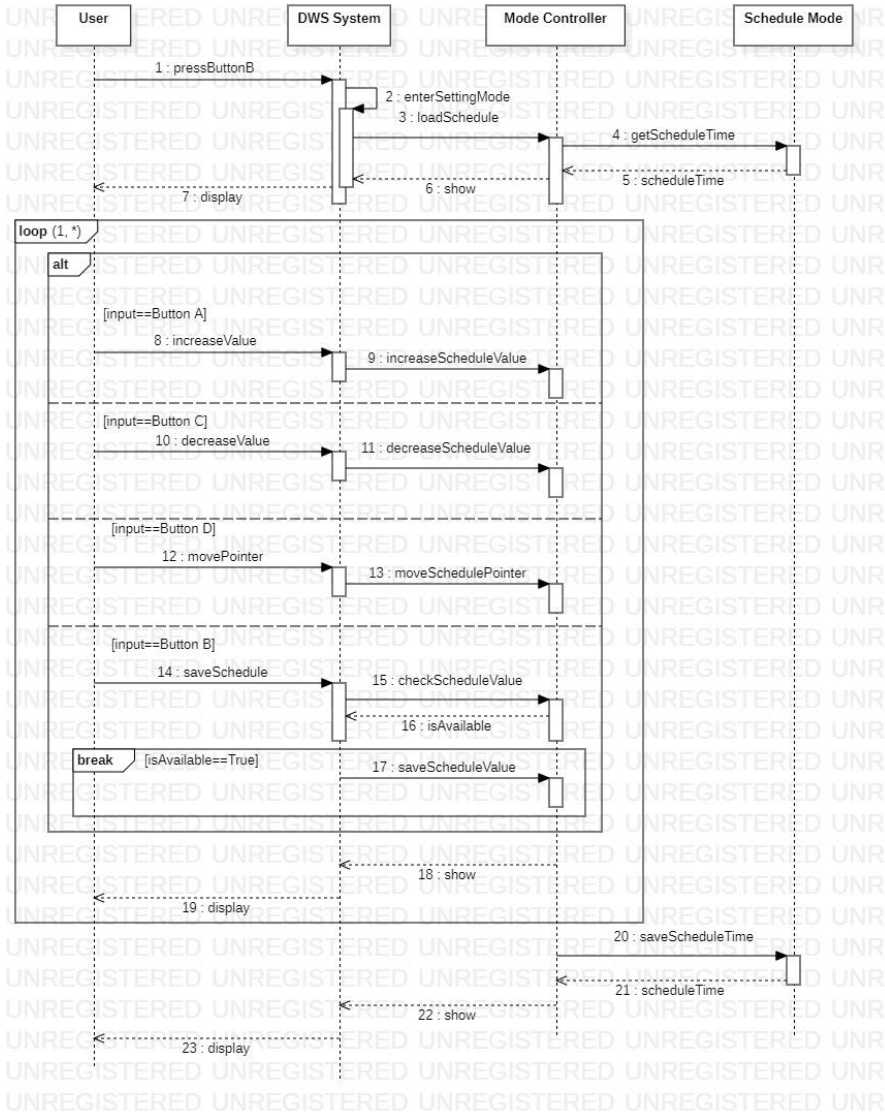 User
DWS System
Mode Controller
Schedule Mode
1 : pressButtonB
2 : enterSettingMode
3 : loadSchedule
4 : getScheduleTime
5 : scheduleTime
6 : show
7 : display
loop (1, *)
alt
[input==Button A]
8 : increaseValue
9 : increaseScheduleValue
[input==Button C]
10 : decreaseValue
11 : decreaseScheduleValue
[input==Button D]
12 : movePointer
13 : moveSchedulePointer
[input==Button B]
14 : saveSchedule
15 : checkScheduleValue
16 : isAvailable
break [isAvailable==True]
17 : saveScheduleValue
18 : show
19 : display
20 : saveScheduleTime
21 : scheduleTime
22 : show
23 : display
UNREGISTERED